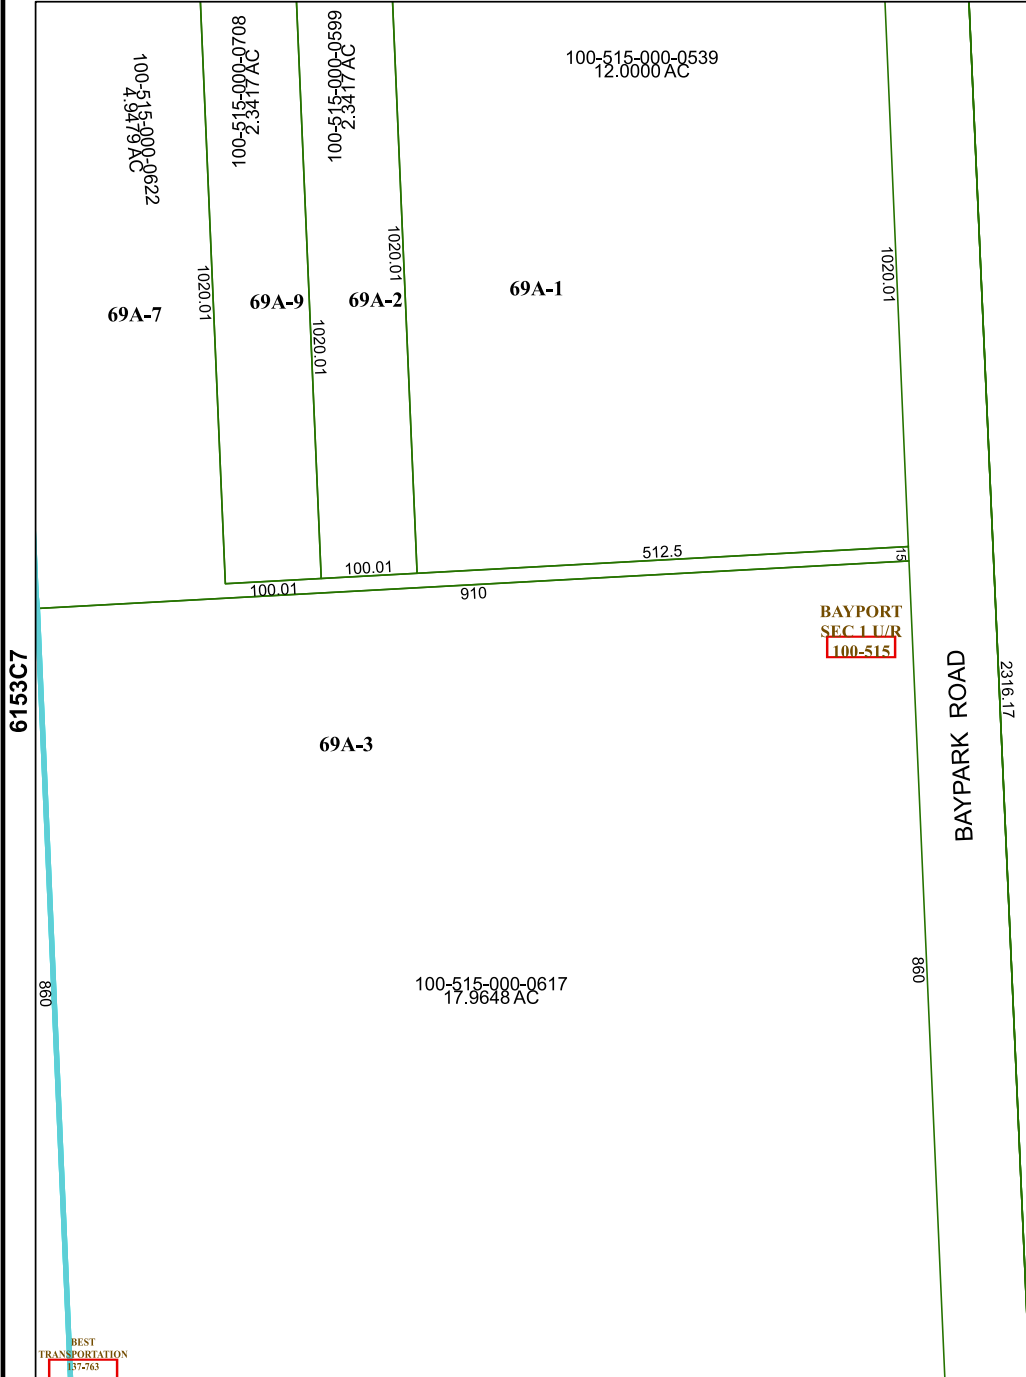 100-515-000-0622
4.9479 AC
100-515-000-0708
2.3417 AC
100-515-000-0599
2.3417 AC
100-515-000-0539
12.0000 AC
1020.01
1020.01
1020.01
1020.01
69A-7
69A-9
69A-2
69A-1
512.5
15
100.01
100.01
910
BAYPORT
SEC 1 U/R
100-515
6153C7
BAYPARK ROAD
2316.17
69A-3
860
100-515-000-0617
17.9648 AC
860
BEST
TRANSPORTATION
137-763